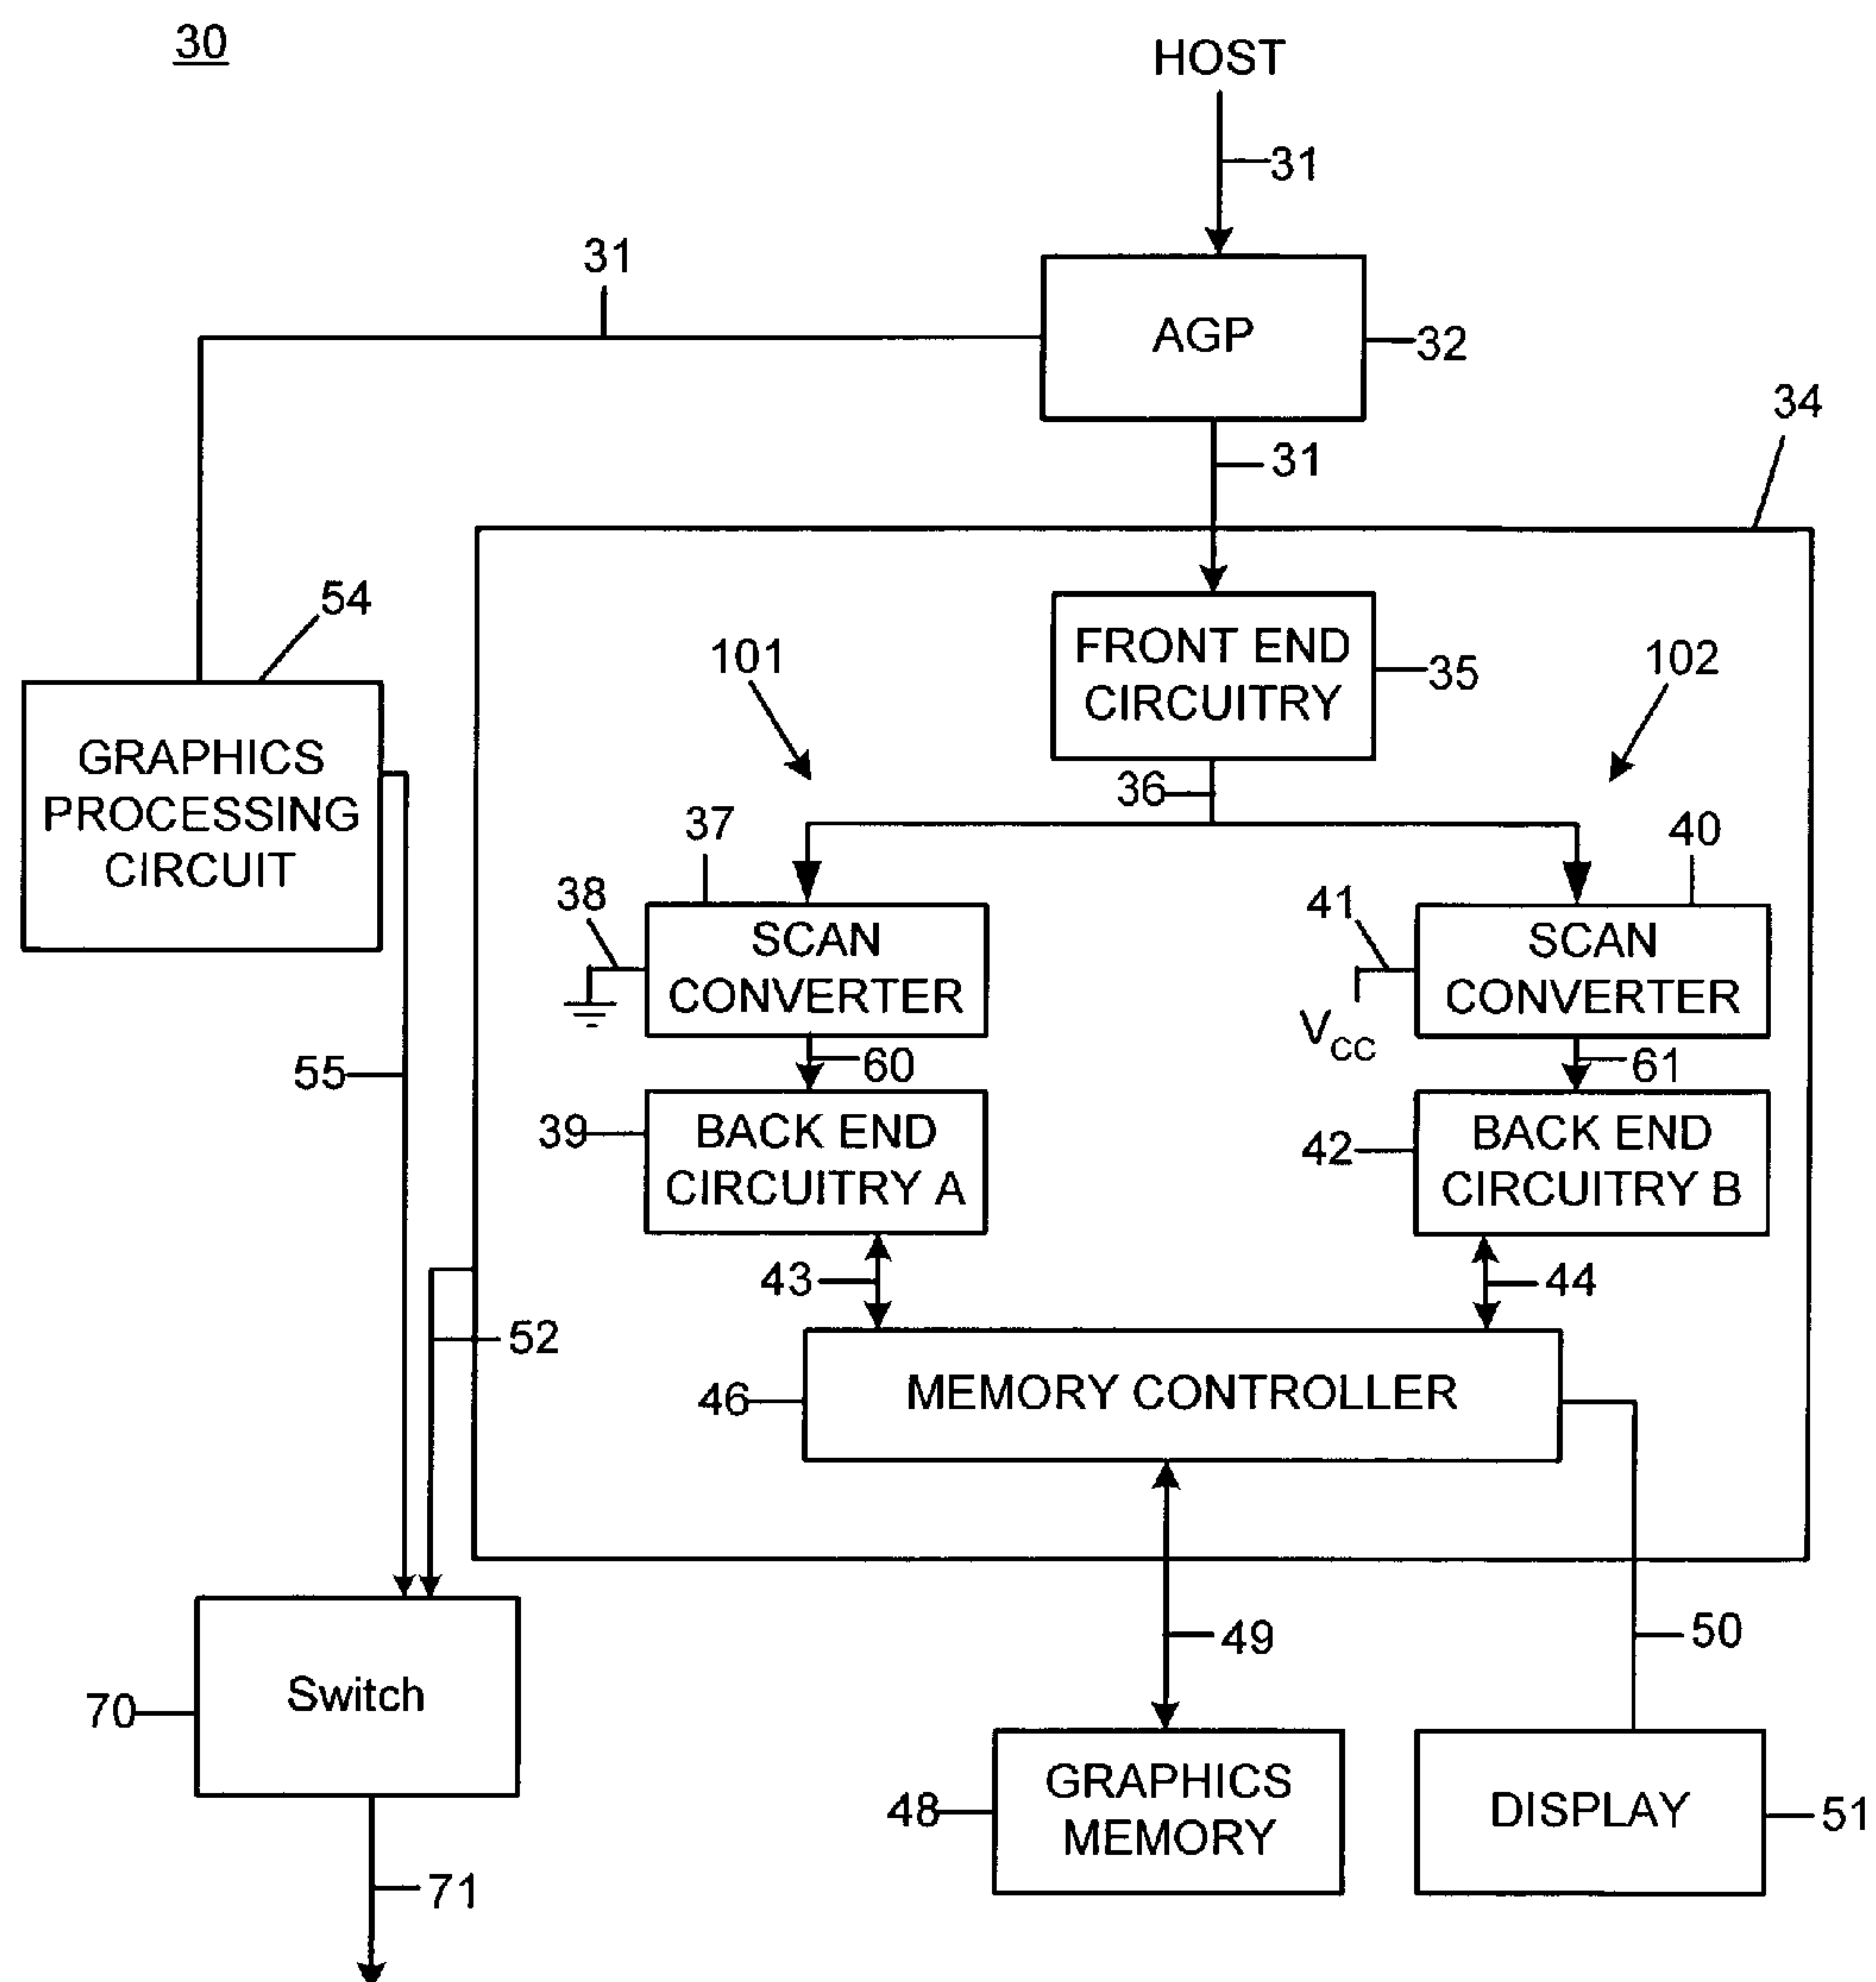 30
HOST
31
31
AGP
32
34
31
54
101
FRONT END
CIRCUITRY
35
102
GRAPHICS
PROCESSING
CIRCUIT
36
37
40
38
SCAN
CONVERTER
41
VCC
SCAN
CONVERTER
55
60
61
39
BACK END
CIRCUITRY A
42
BACK END
CIRCUITRY B
43
44
52
46
MEMORY CONTROLLER
49
50
70
Switch
48
GRAPHICS
MEMORY
DISPLAY
51
71